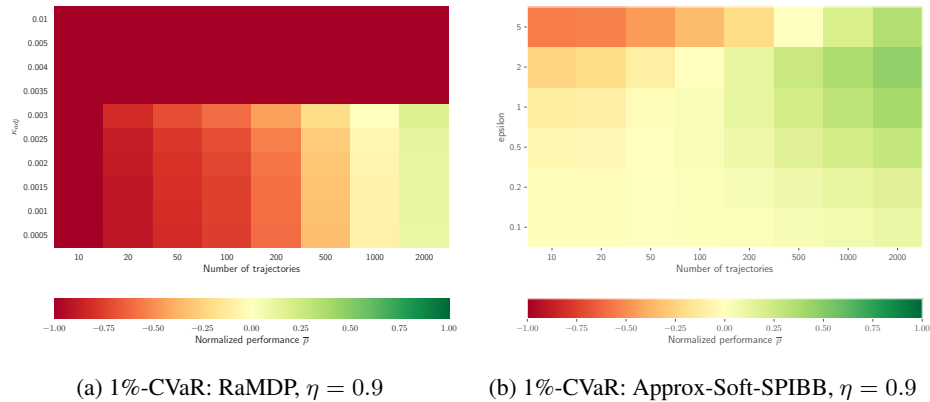 0.01
0.005
0.004
0.0035
0.003
0.0025
0.002
0.0015
0.001
0.0005
κadj
10 20 50 100 200 500 1000 2000
Number of trajectories
−1.00 −0.75 −0.50 −0.25 0.00 0.25 0.50 0.75 1.00
Normalized performance ρ̅
(a) 1%-CVaR: RaMDP, η = 0.9
5
2
1
0.5
0.2
0.1
epsilon
10 20 50 100 200 500 1000 2000
Number of trajectories
−1.00 −0.75 −0.50 −0.25 0.00 0.25 0.50 0.75 1.00
Normalized performance ρ̅
(b) 1%-CVaR: Approx-Soft-SPIBB, η = 0.9